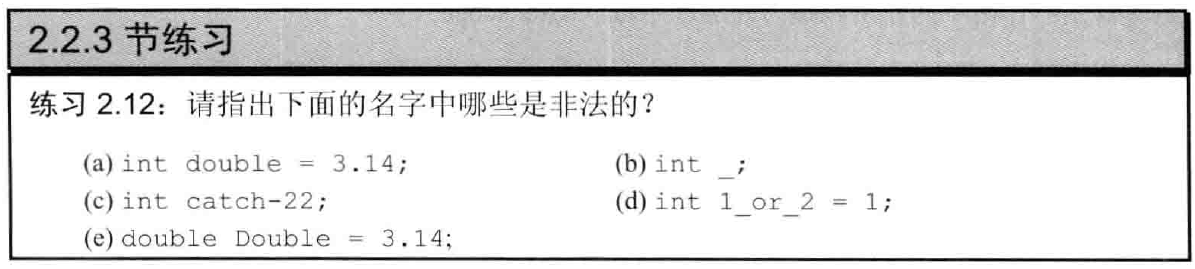 2.2.3 节练习
练习 2.12：请指出下面的名字中哪些是非法的？
(a) int double = 3.14; (b) int _;
(c) int catch-22; (d) int 1_or_2 = 1;
(e) double Double = 3.14;